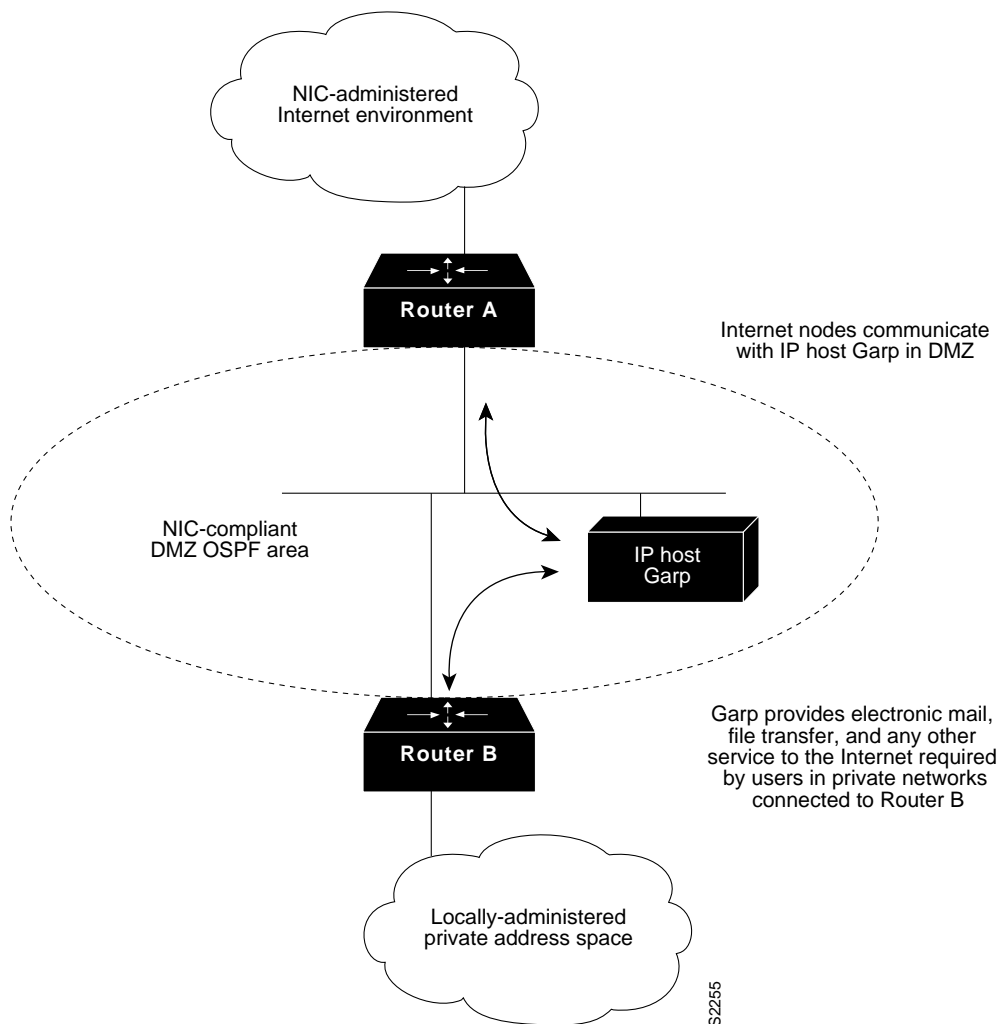 NIC-administered
Internet environment
Router A
Internet nodes communicate
with IP host Garp in DMZ
NIC-compliant
DMZ OSPF area
IP host
Garp
Router B
Garp provides electronic mail,
file transfer, and any other
service to the Internet required
by users in private networks
connected to Router B
Locally-administered
private address space
S2255